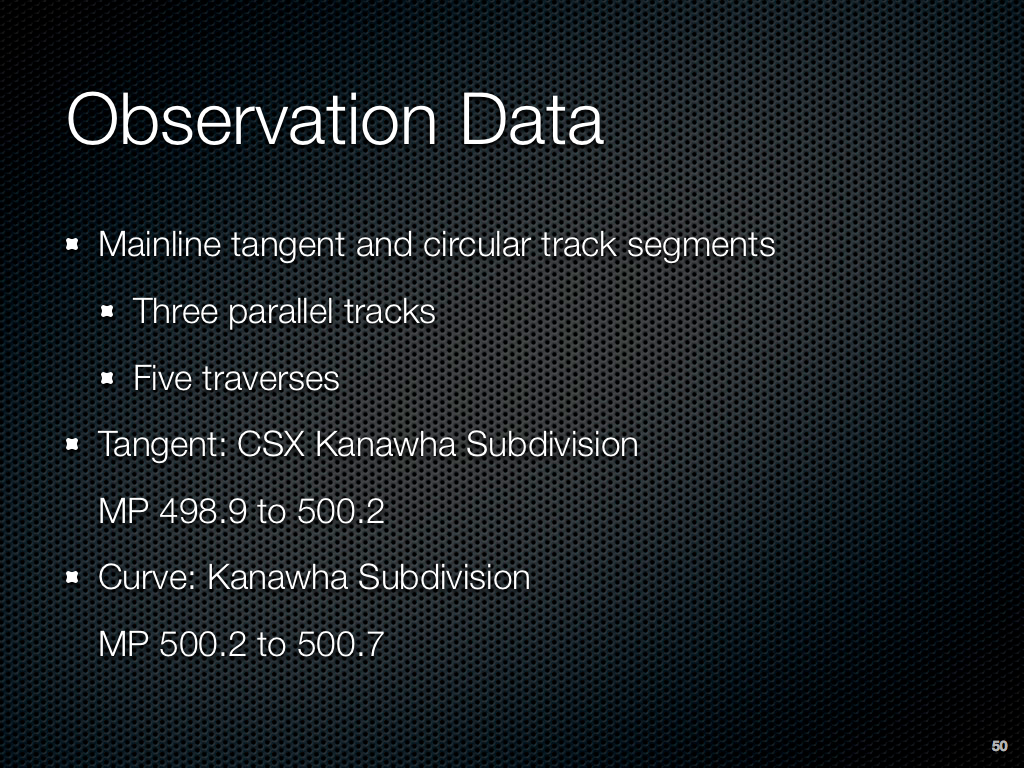 Observation Data
Mainline tangent and circular track segments
Three parallel tracks
Five traverses
Tangent: CSX Kanawha Subdivision
MP 498.9 to 500.2
Curve: Kanawha Subdivision
MP 500.2 to 500.7
50